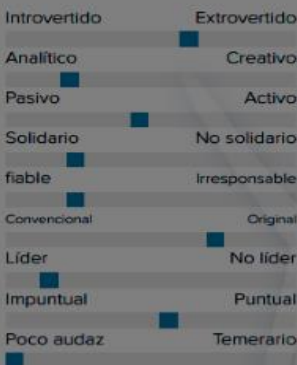 Introvertido Extrovertido
Analítico Creativo
Pasivo Activo
Solidario No solidario
fiable Irresponsable
Convencional Original
Líder No líder
Impuntual Puntual
Poco audaz Temerario